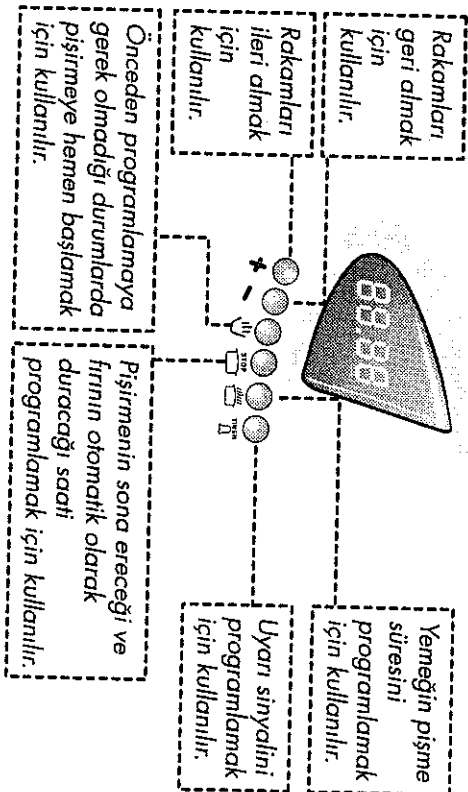 Rakamları
geri almak
için
kullanılır.
Rakamları
ileri almak
için
kullanılır.
Önceden programlamaya
gerek olmadığı durumlarda
pişirmeye hemen başlamak
için kullanılır.
88:88
+
-
STOP
TIMER
Yemeğin pişme
süresini
programlamak
için kullanılır.
Uyarı sinyalini
programlamak
için kullanılır.
Pişirmenin sona ereceği ve
fırının otomatik olarak
duracağı saati
programlamak için kullanılır.